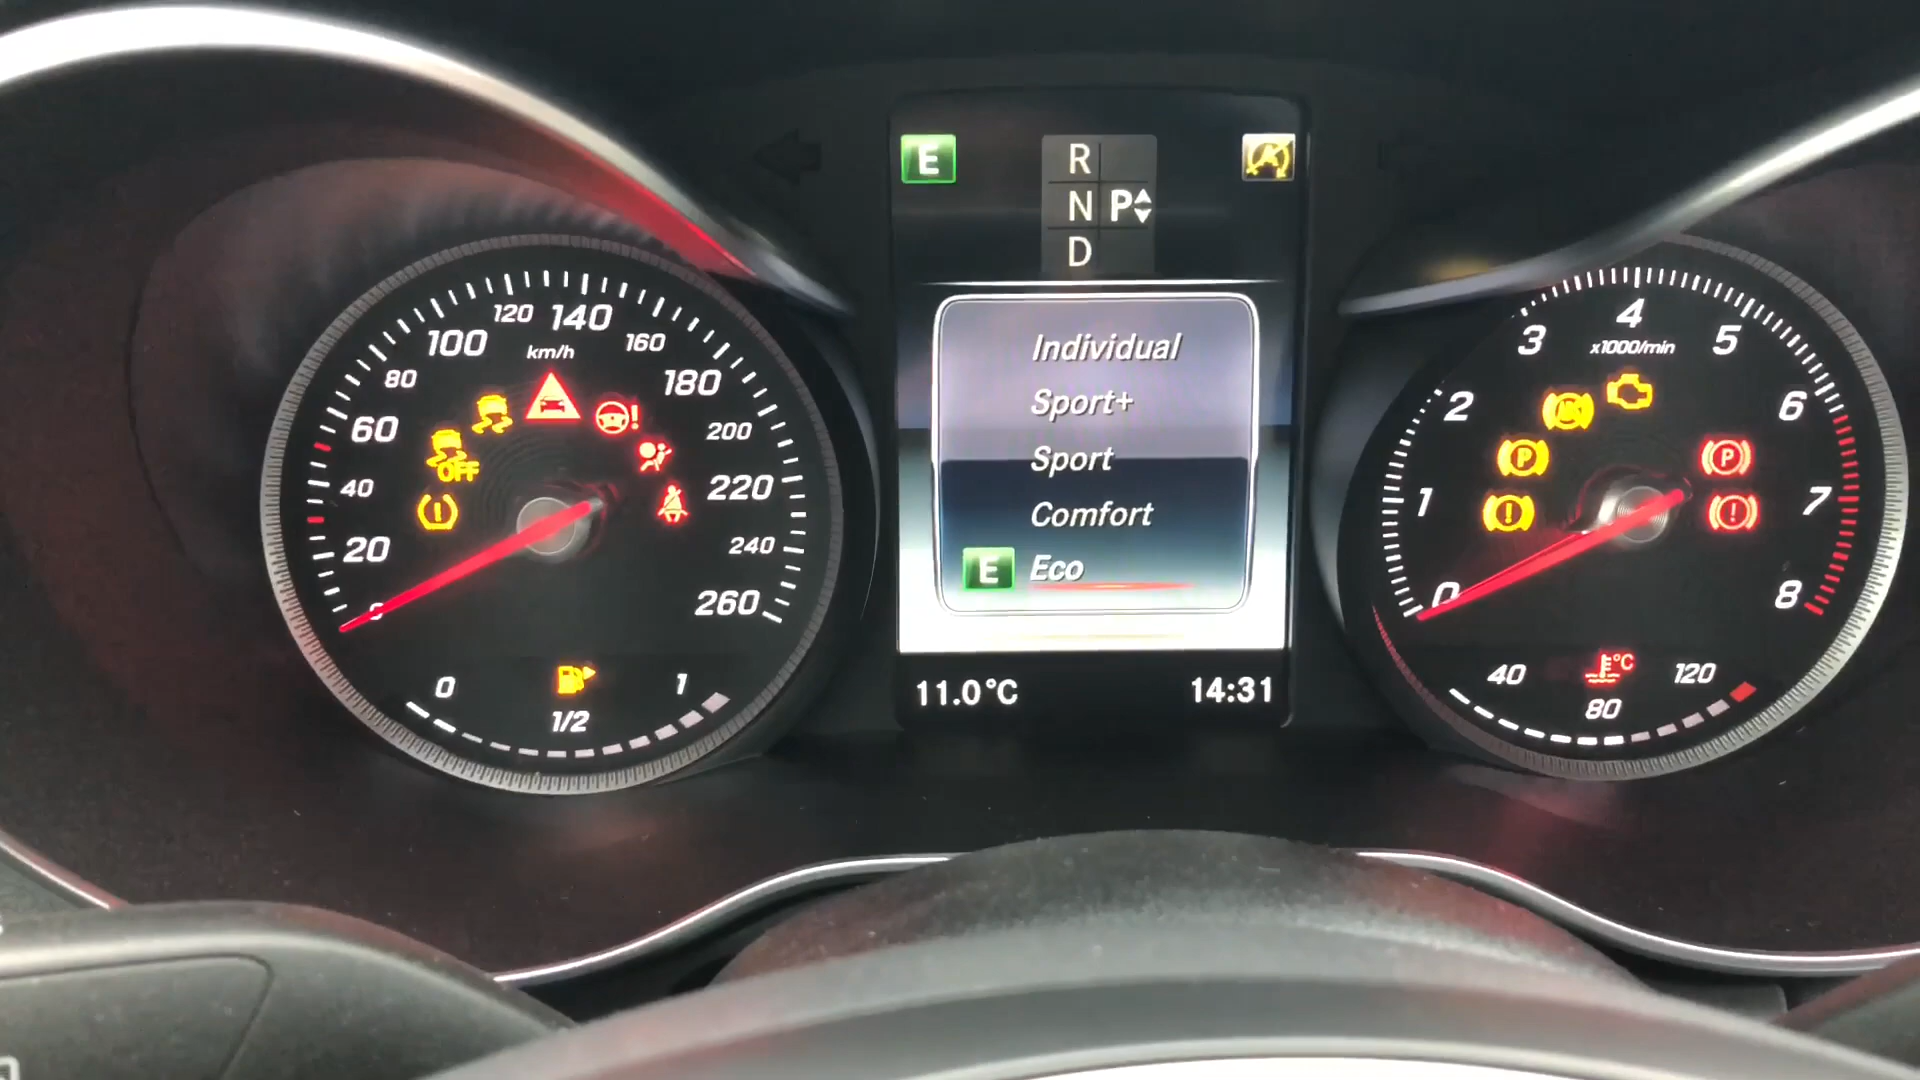 0
20
40
60
80
100
120
140
160
180
200
220
240
260
km/h
OFF
0
1/2
1
E
R
N P
D
A
Individual
Sport+
Sport
Comfort
E Eco
11.0°C
14:31
0
1
2
3
4
5
6
7
8
x1000/min
ABS
P
P
!
!
40
80
120
°C